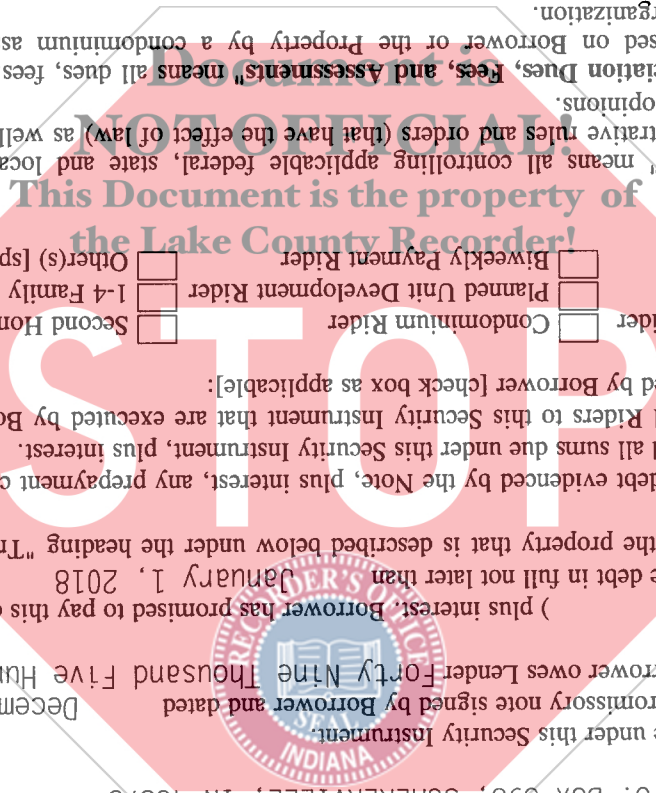 e under this Security Instrument.
romissory note signed by Borrower and dated
rrower owes Lender Forty Nine Thousand Five Hun
) plus interest. Borrower has promised to pay this
e debt in full not later than January 1, 2018
the property that is described below under the heading "Tr
debt evidenced by the Note, plus interest, any prepayment c
all sums due under this Security Instrument, plus interest.
Riders to this Security Instrument that are executed by Bo
ed by Borrower [check box as applicable]:
Condominium Rider Second Hom
Planned Unit Development Rider 1-4 Family
Biweekly Payment Rider Other(s) [sp
" means all controlling applicable federal, state and loca
trative rules and orders (that have the effect of law) as well
opinions.
ciation Dues, Fees, and Assessments" means all dues, fees
sed on Borrower or the Property by a condominium as
rganization.
Document is
NOT OFFICIAL!
This Document is the property of
the Lake County Recorder!
STOP
RECORDER'S OFFICE
SEAL
INDIANA